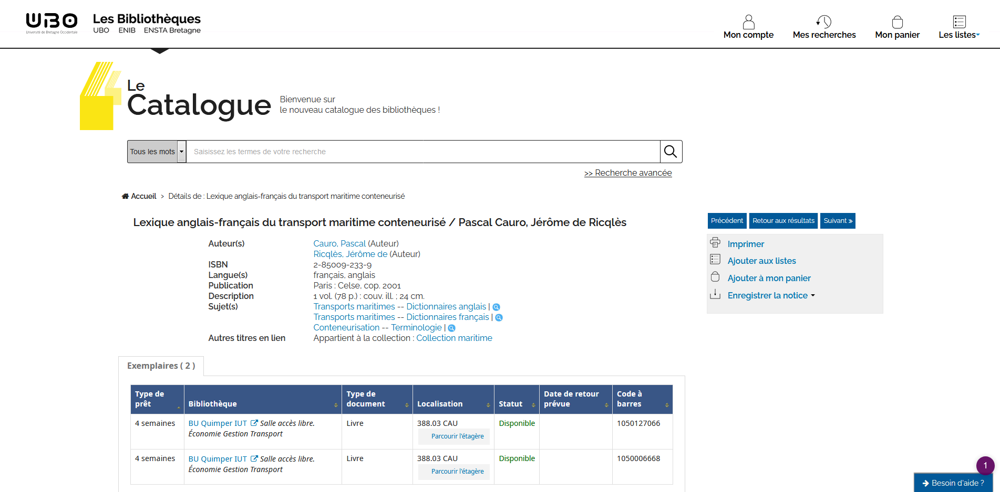 UBO
Université de Bretagne Occidentale
Les Bibliothèques
UBO ENIB ENSTA Bretagne
Mon compte
Mes recherches
Mon panier
Les listes
Le
Catalogue
Bienvenue sur
le nouveau catalogue des bibliothèques !
Tous les mots
Saisissez les termes de votre recherche
>> Recherche avancée
Accueil > Détails de : Lexique anglais-français du transport maritime conteneurisé
Lexique anglais-français du transport maritime conteneurisé / Pascal Cauro, Jérôme de Ricqlès
Auteur(s) Cauro, Pascal (Auteur)
Ricqlès, Jérôme de (Auteur)
ISBN 2-85009-233-9
Langue(s) français, anglais
Publication Paris : Celse, cop. 2001
Description 1 vol. (78 p.) : couv. ill. ; 24 cm.
Sujet(s) Transports maritimes -- Dictionnaires anglais |
Transports maritimes -- Dictionnaires français |
Conteneurisation -- Terminologie |
Autres titres en lien Appartient à la collection : Collection maritime
Précédent Retour aux résultats Suivant »
Imprimer
Ajouter aux listes
Ajouter à mon panier
Enregistrer la notice
Exemplaires ( 2 )
Type de prêt Bibliothèque Type de document Localisation Statut Date de retour prévue Code à barres
4 semaines BU Quimper IUT Salle accès libre. Livre 388.03 CAU Disponible 1050127066
Économie Gestion Transport Parcourir l'étagère
4 semaines BU Quimper IUT Salle accès libre. Livre 388.03 CAU Disponible 1050006668
Économie Gestion Transport Parcourir l'étagère
1
Besoin d'aide ?